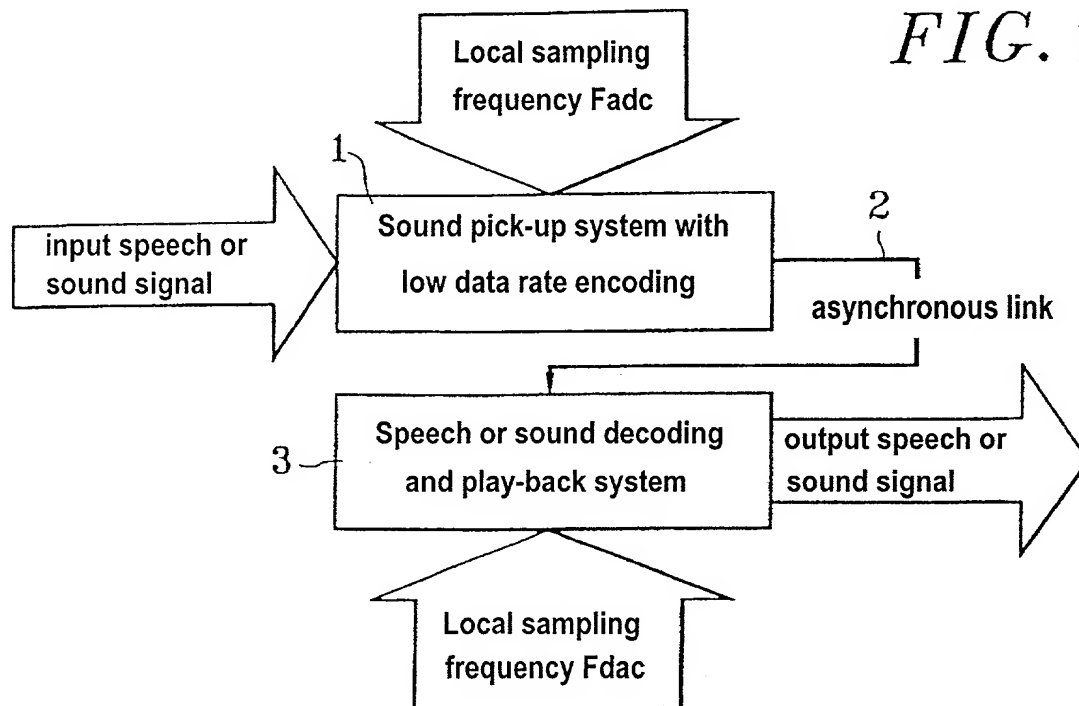 FIG.
Local sampling
frequency Fadc
1
Sound pick-up system with
low data rate encoding
2
input speech or
sound signal
asynchronous link
3
Speech or sound decoding
and play-back system
output speech or
sound signal
Local sampling
frequency Fdac